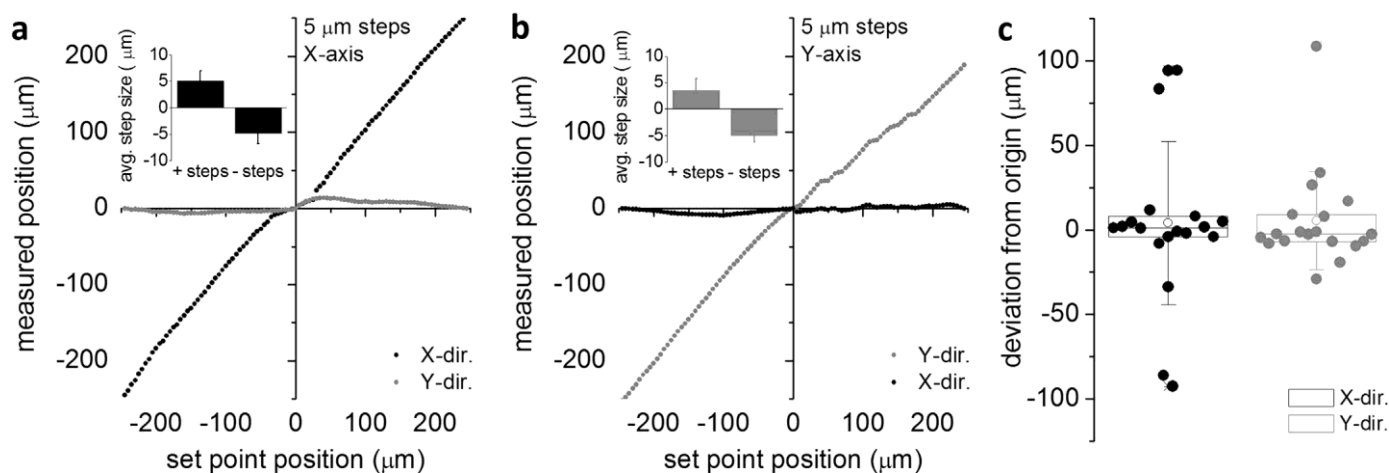 a
5 μm steps
X-axis
measured position (μm)
200
100
0
-100
-200
avg. step size ( μm)
10
5
0
-5
-10
+ steps - steps
X-dir.
Y-dir.
-200 -100 0 100 200
set point position (μm)
b
5 μm steps
Y-axis
measured position (μm)
200
100
0
-100
-200
avg. step size ( μm)
10
5
0
-5
-10
+ steps - steps
Y-dir.
X-dir.
-200 -100 0 100 200
set point position (μm)
c
deviation from origin (μm)
100
50
0
-50
-100
X-dir.
Y-dir.